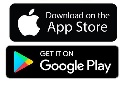 Download on the
App Store
GET IT ON
Google Play